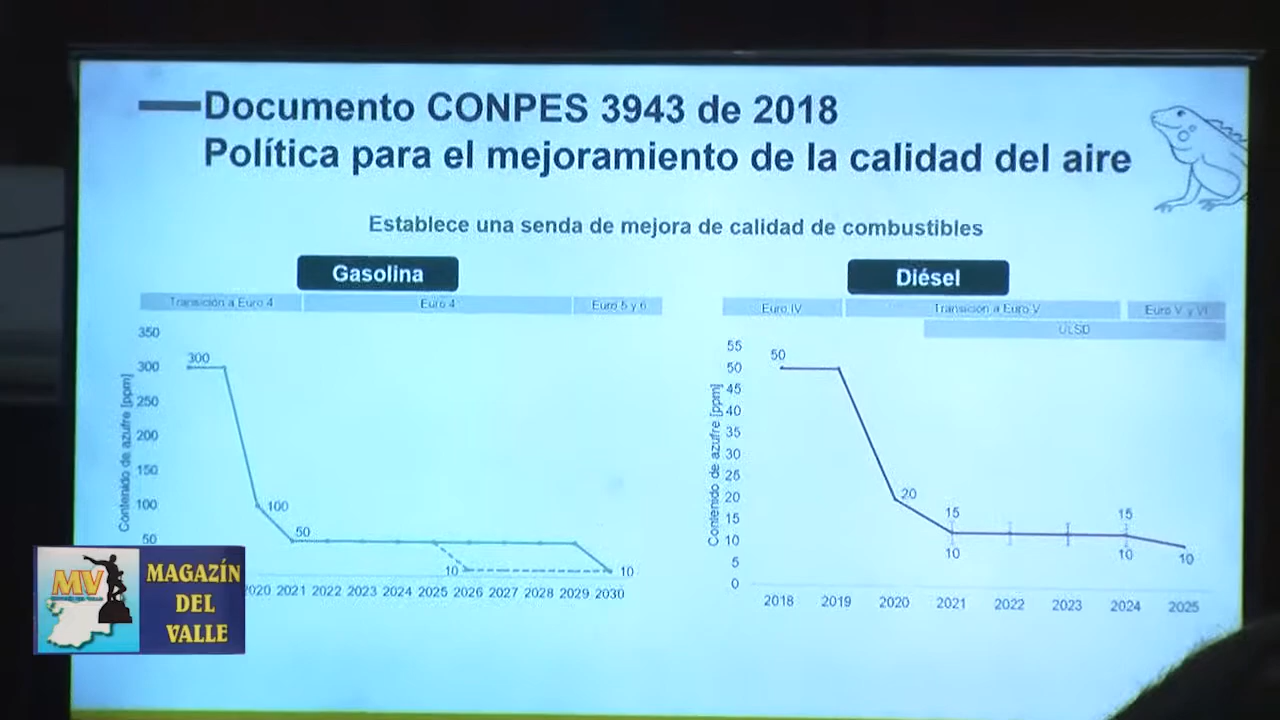 Documento CONPES 3943 de 2018
Política para el mejoramiento de la calidad del aire
Establece una senda de mejora de calidad de combustibles
Gasolina
Transición a Euro 4
Euro 4
Euro 5 y 6
Contenido de azufre [ppm]
350
300
250
200
150
100
50
300
100
50
10
10
2020 2021 2022 2023 2024 2025 2026 2027 2028 2029 2030
Diésel
Euro IV
Transición a Euro V
Euro V y VI
ULSD
Contenido de azufre [ppm]
55
50
45
40
35
30
25
20
15
10
5
0
50
20
15
10
15
10
10
2018 2019 2020 2021 2022 2023 2024 2025
MV
MAGAZÍN
DEL
VALLE